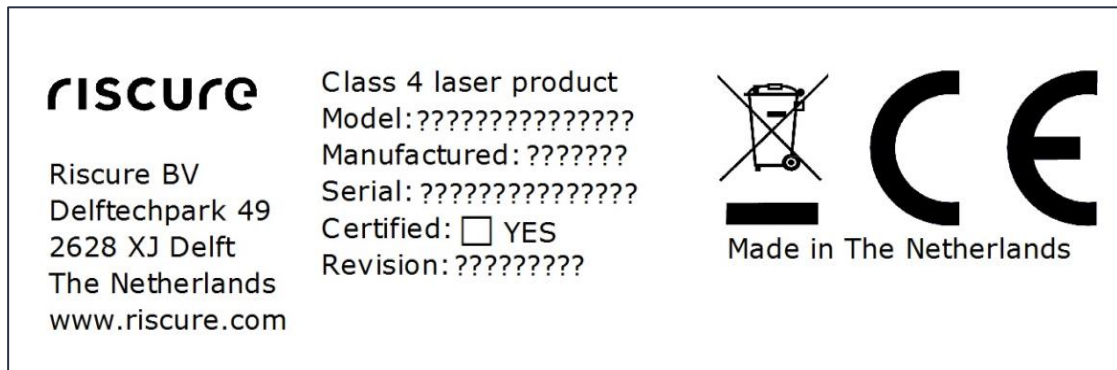 riscure
Riscure BV
Delftechpark 49
2628 XJ Delft
The Netherlands
www.riscure.com
Class 4 laser product
Model: ???????????????
Manufactured: ???????
Serial: ???????????????
Certified: ☐ YES
Revision: ?????????
CE
Made in The Netherlands